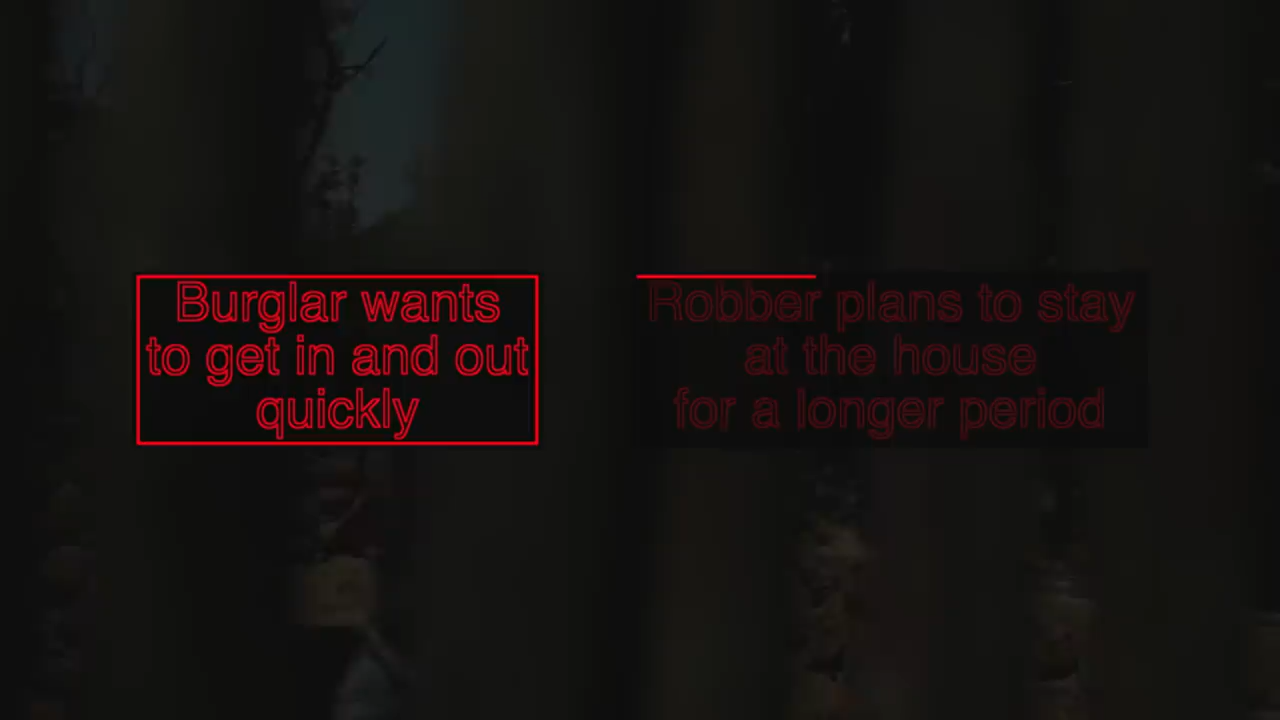 Burglar wants
to get in and out
quickly
Robber plans to stay
at the house
for a longer period